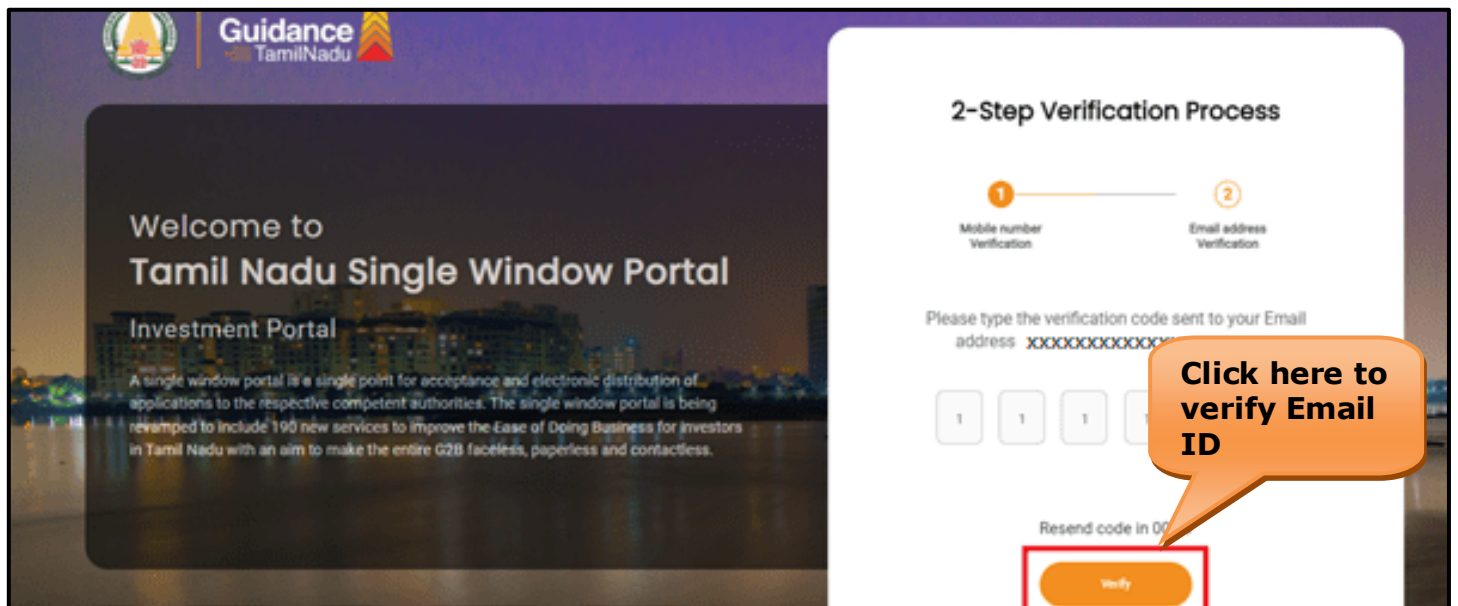 Guidance
TamilNadu
Welcome to
Tamil Nadu Single Window Portal
Investment Portal
A single window portal is a single point for acceptance and electronic distribution of
applications to the respective competent authorities. The single window portal is being
revamped to include 190 new services to improve the Ease of Doing Business for investors
in Tamil Nadu with an aim to make the entire G2B faceless, paperless and contactless.
2-Step Verification Process
1 2
Mobile number
Verification
Email address
Verification
Please type the verification code sent to your Email
address XXXXXXXXXXXXX
1 1 1 1
Click here to
verify Email
ID
Resend code in
Verify